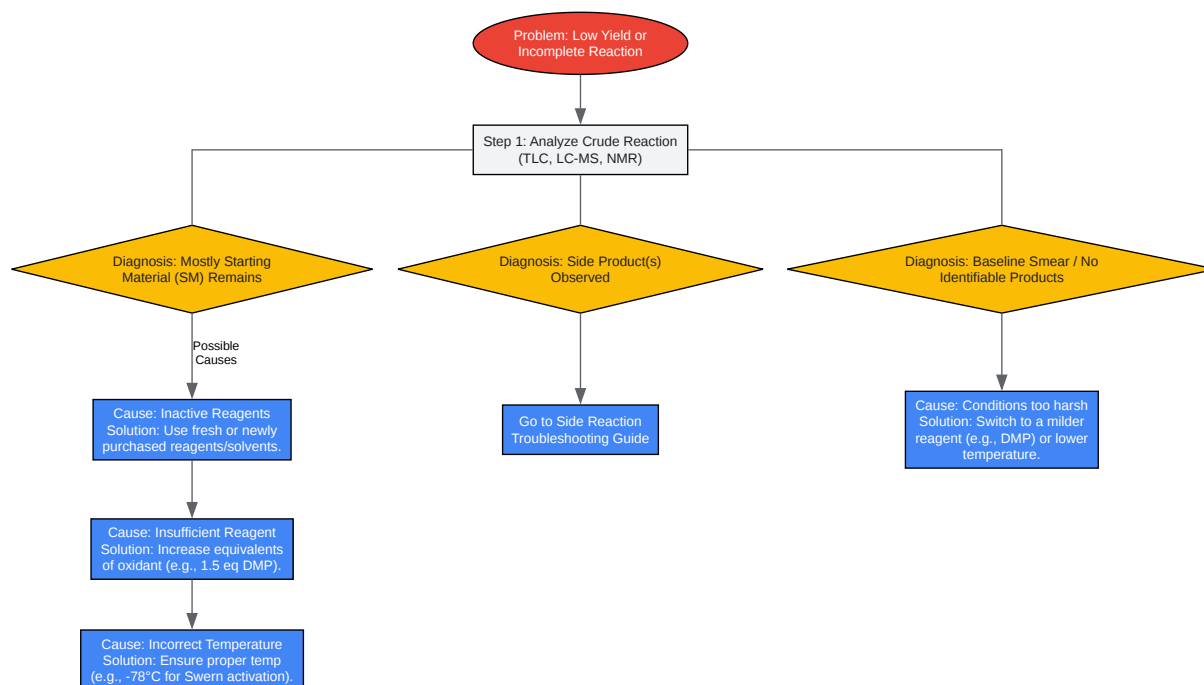 Problem: Low Yield or
Incomplete Reaction
Step 1: Analyze Crude Reaction
(TLC, LC-MS, NMR)
Diagnosis: Mostly Starting
Material (SM) Remains
Diagnosis: Side Product(s)
Observed
Diagnosis: Baseline Smear / No
Identifiable Products
Possible
Causes
Cause: Inactive Reagents
Solution: Use fresh or newly
purchased reagents/solvents.
Go to Side Reaction
Troubleshooting Guide
Cause: Conditions too harsh
Solution: Switch to a milder
reagent (e.g., DMP) or lower
temperature.
Cause: Insufficient Reagent
Solution: Increase equivalents
of oxidant (e.g., 1.5 eq DMP).
Cause: Incorrect Temperature
Solution: Ensure proper temp
(e.g., -78°C for Swern activation).